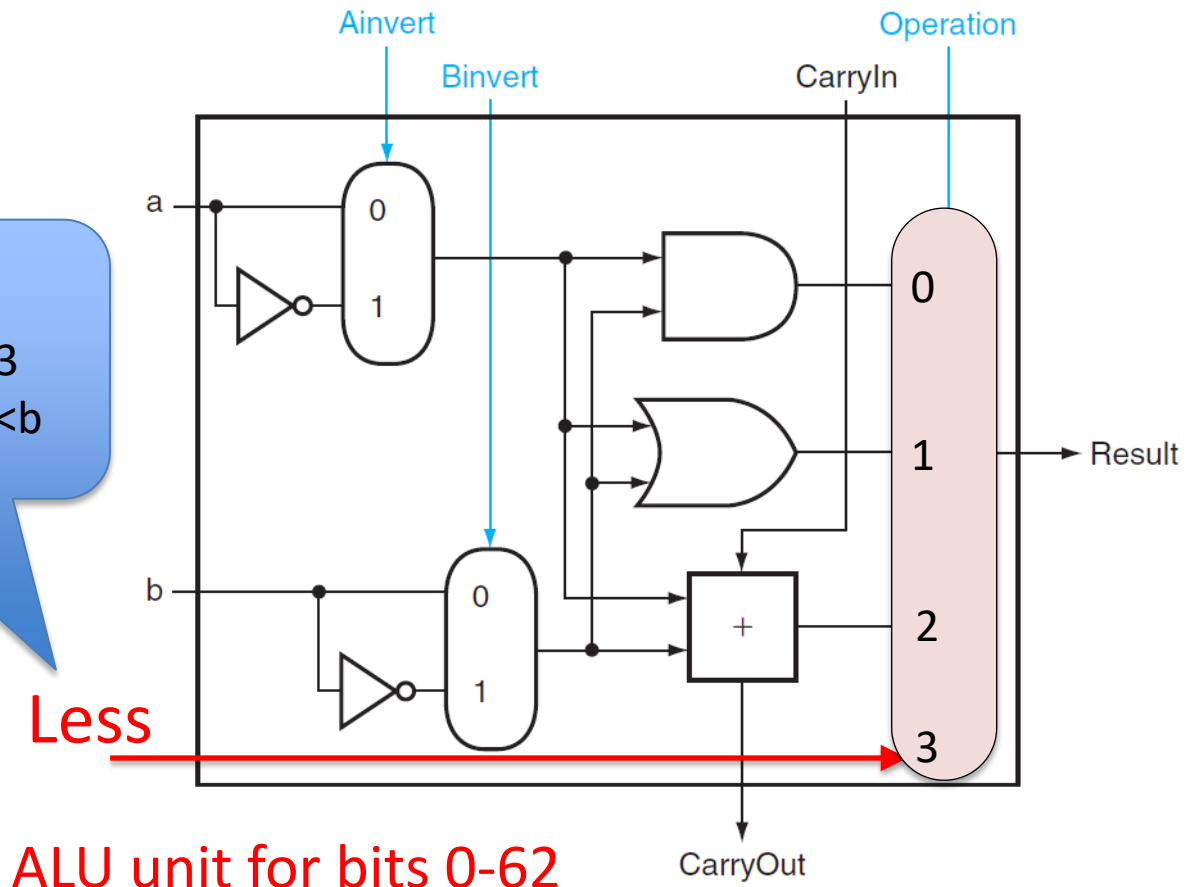 Ainvert
Operation
Binvert
CarryIn
a
0
1
0
3
<b
1
Result
b
0
+
2
1
Less
3
ALU unit for bits 0-62
CarryOut